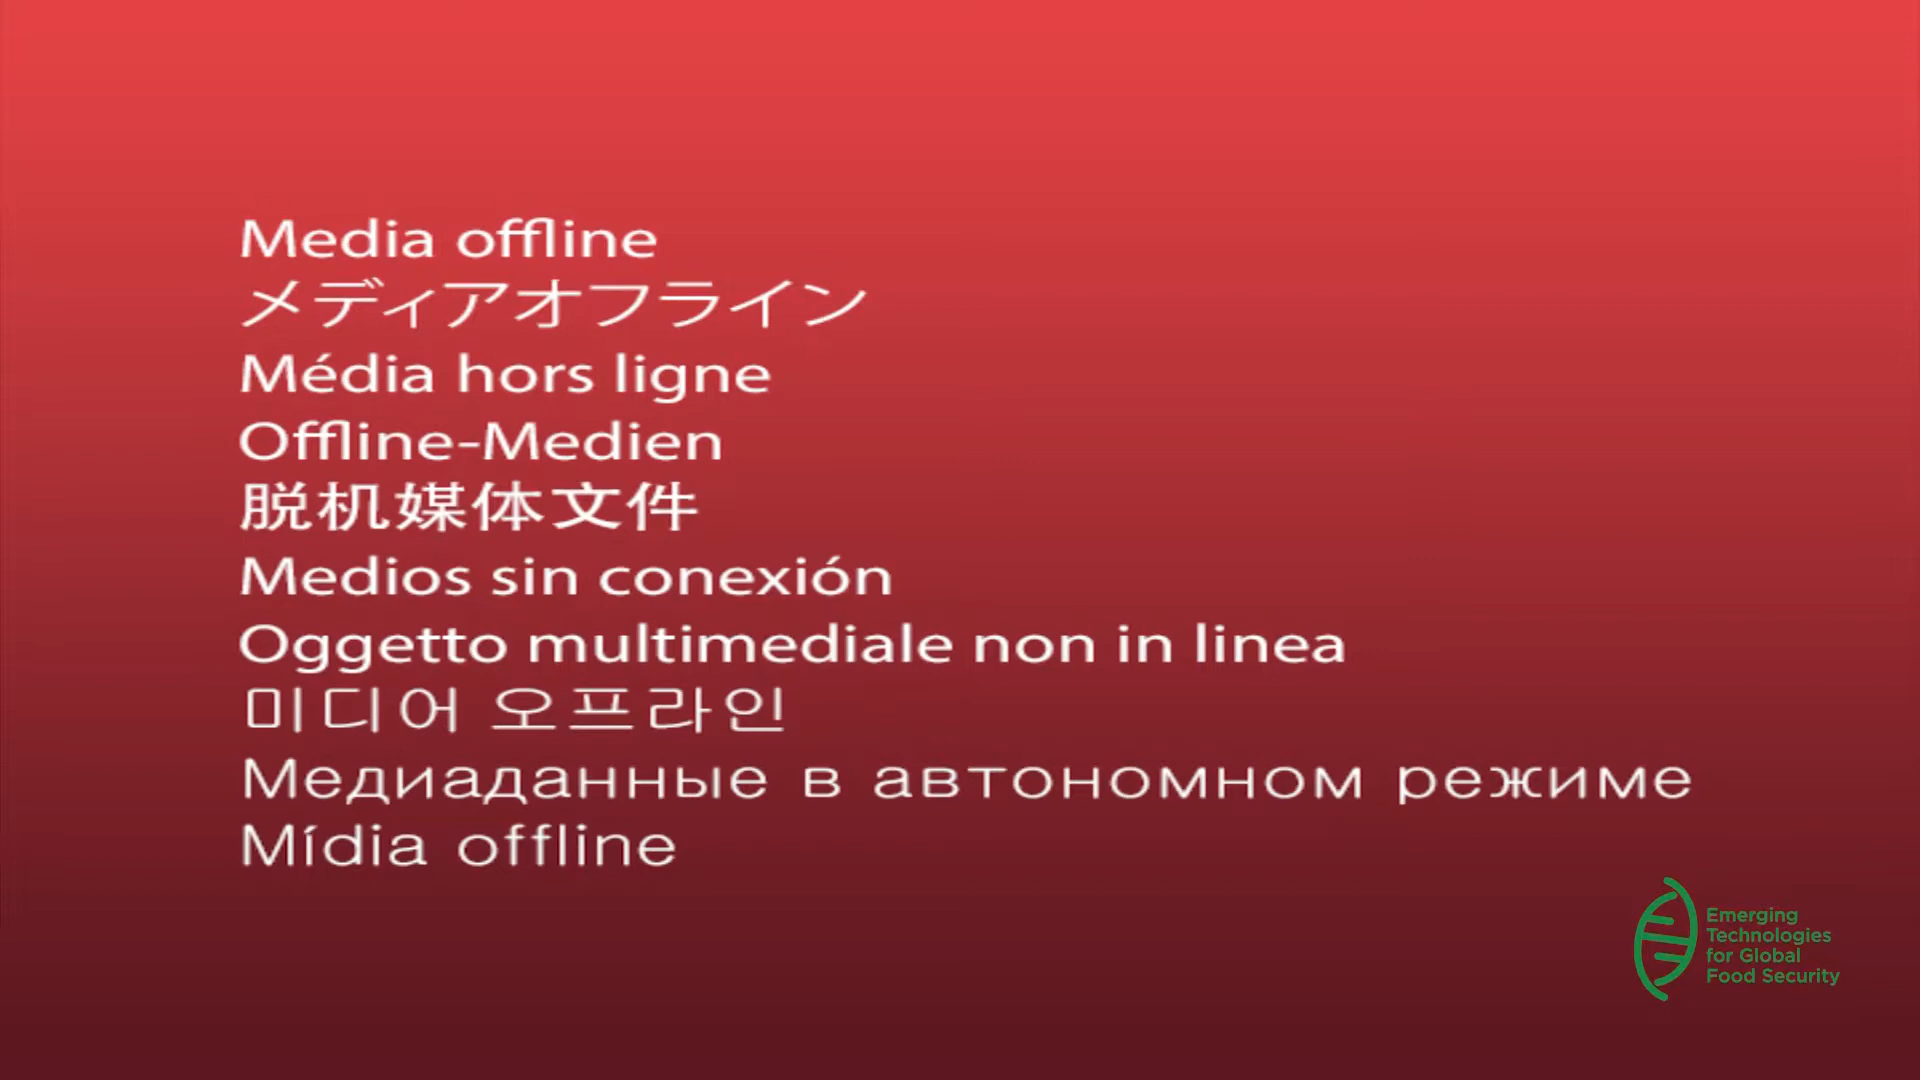 Media offline
メディアオフライン
Média hors ligne
Offline-Medien
脱机媒体文件
Medios sin conexión
Oggetto multimediale non in linea
미디어 오프라인
Медиаданные в автономном режиме
Mídia offline
Emerging
Technologies
for Global
Food Security